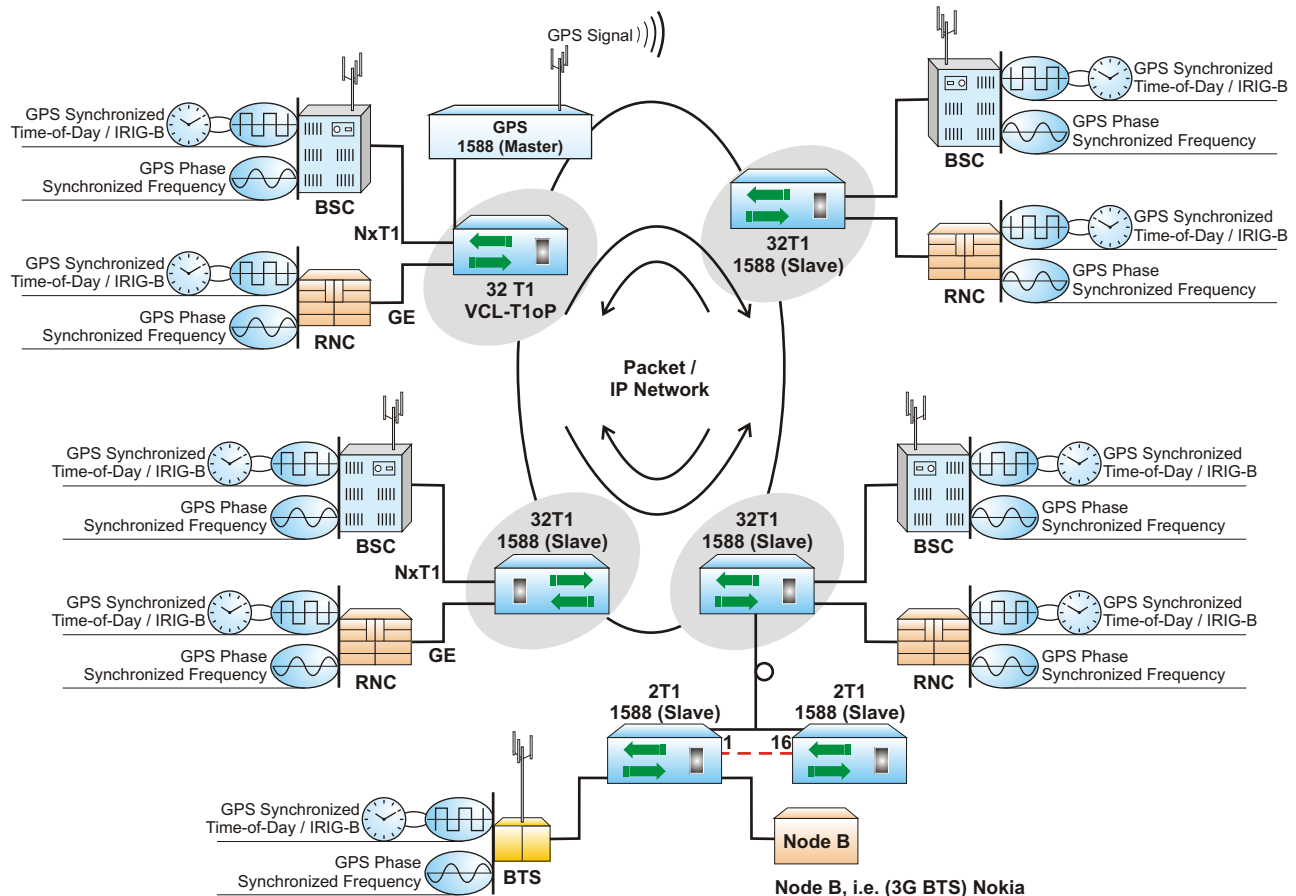 GPS Signal
GPS Synchronized
Time-of-Day / IRIG-B
GPS Phase
Synchronized Frequency
BSC
NxT1
GPS
1588 (Master)
GPS Synchronized
Time-of-Day / IRIG-B
GPS Phase
Synchronized Frequency
RNC
GE
32 T1
VCL-T1oP
GPS Synchronized
Time-of-Day / IRIG-B
GPS Phase
Synchronized Frequency
BSC
32T1
1588 (Slave)
GPS Synchronized
Time-of-Day / IRIG-B
GPS Phase
Synchronized Frequency
RNC
Packet /
IP Network
GPS Synchronized
Time-of-Day / IRIG-B
GPS Phase
Synchronized Frequency
BSC
NxT1
32T1
1588 (Slave)
GPS Synchronized
Time-of-Day / IRIG-B
GPS Phase
Synchronized Frequency
RNC
GE
32T1
1588 (Slave)
GPS Synchronized
Time-of-Day / IRIG-B
GPS Phase
Synchronized Frequency
BSC
GPS Synchronized
Time-of-Day / IRIG-B
GPS Phase
Synchronized Frequency
RNC
2T1
1588 (Slave)
1
16
2T1
1588 (Slave)
GPS Synchronized
Time-of-Day / IRIG-B
GPS Phase
Synchronized Frequency
BTS
Node B
Node B, i.e. (3G BTS) Nokia